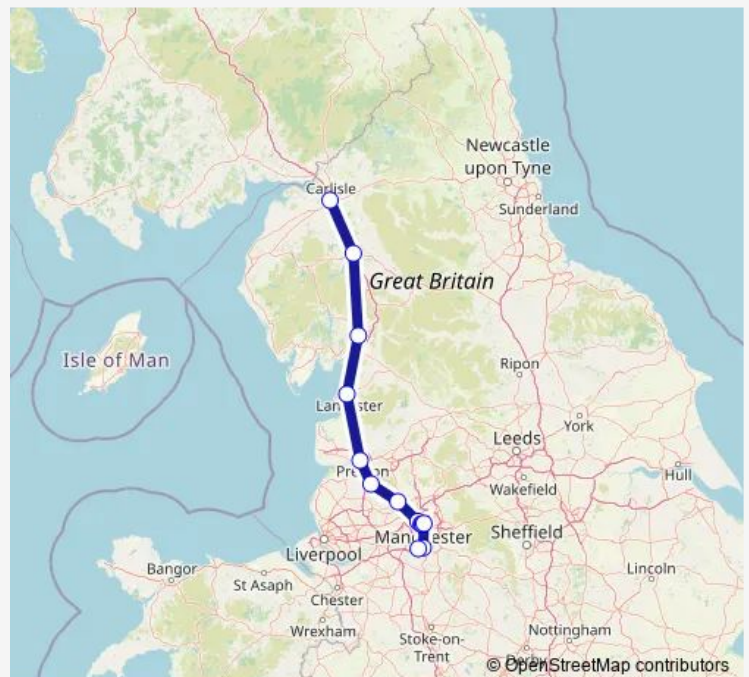 Newcastle
upon Tyne
Carlisle
Sunderland
Great Britain
Isle of Man
Ripon
Lancaster
York
Leeds
Preston
Hull
Wakefield
Manchester
Sheffield
Liverpool
Bangor
St Asaph
Lincoln
Chester
Wrexham
Stoke-on-
Trent
Nottingham
Derby
© OpenStreetMap contributors